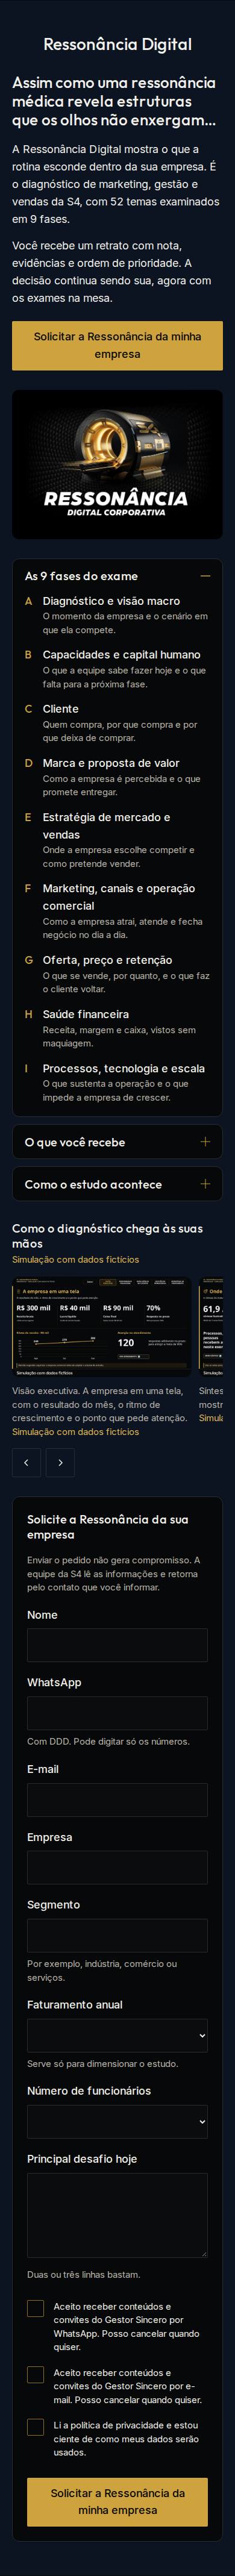 Ressonância Digital
Assim como uma ressonância
médica revela estruturas
que os olhos não enxergam...
A Ressonância Digital mostra o que a
rotina esconde dentro da sua empresa. É
o diagnóstico de marketing, gestão e
vendas da S4, com 52 temas examinados
em 9 fases.
Você recebe um retrato com nota,
evidências e ordem de prioridade. A
decisão continua sendo sua, agora com
os exames na mesa.
Solicitar a Ressonância da minha
empresa
RESSONÂNCIA
DIGITAL CORPORATIVA
As 9 fases do exame
A Diagnóstico e visão macro
O momento da empresa e o cenário em
que ela compete.
B Capacidades e capital humano
O que a equipe sabe fazer hoje e o que
falta para a próxima fase.
C Cliente
Quem compra, por que compra e por
que deixa de comprar.
D Marca e proposta de valor
Como a empresa é percebida e o que
promete entregar.
E Estratégia de mercado e
vendas
Onde a empresa escolhe competir e
como pretende vender.
F Marketing, canais e operação
comercial
Como a empresa atrai, atende e fecha
negócio no dia a dia.
G Oferta, preço e retenção
O que se vende, por quanto, e o que faz
o cliente voltar.
H Saúde financeira
Receita, margem e caixa, vistos sem
maquiagem.
I Processos, tecnologia e escala
O que sustenta a operação e o que
impede a empresa de crescer.
O que você recebe
Como o estudo acontece
Como o diagnóstico chega às suas
mãos
Simulação com dados fictícios
A empresa em uma tela
R$ 300 mil R$ 40 mil R$ 90 mil 70%
120
Simulação com dados fictícios
61,9
Visão executiva. A empresa em uma tela,
com o resultado do mês, o ritmo de
crescimento e o ponto que pede atenção.
Simulação com dados fictícios
Solicite a Ressonância da sua
empresa
Enviar o pedido não gera compromisso. A
equipe da S4 lê as informações e retorna
pelo contato que você informar.
Nome
WhatsApp
Com DDD. Pode digitar só os números.
E-mail
Empresa
Segmento
Por exemplo, indústria, comércio ou
serviços.
Faturamento anual
Serve só para dimensionar o estudo.
Número de funcionários
Principal desafio hoje
Duas ou três linhas bastam.
Aceito receber conteúdos e
convites do Gestor Sincero por
WhatsApp. Posso cancelar quando
quiser.
Aceito receber conteúdos e
convites do Gestor Sincero por e-
mail. Posso cancelar quando quiser.
Li a política de privacidade e estou
ciente de como meus dados serão
usados.
Solicitar a Ressonância da
minha empresa